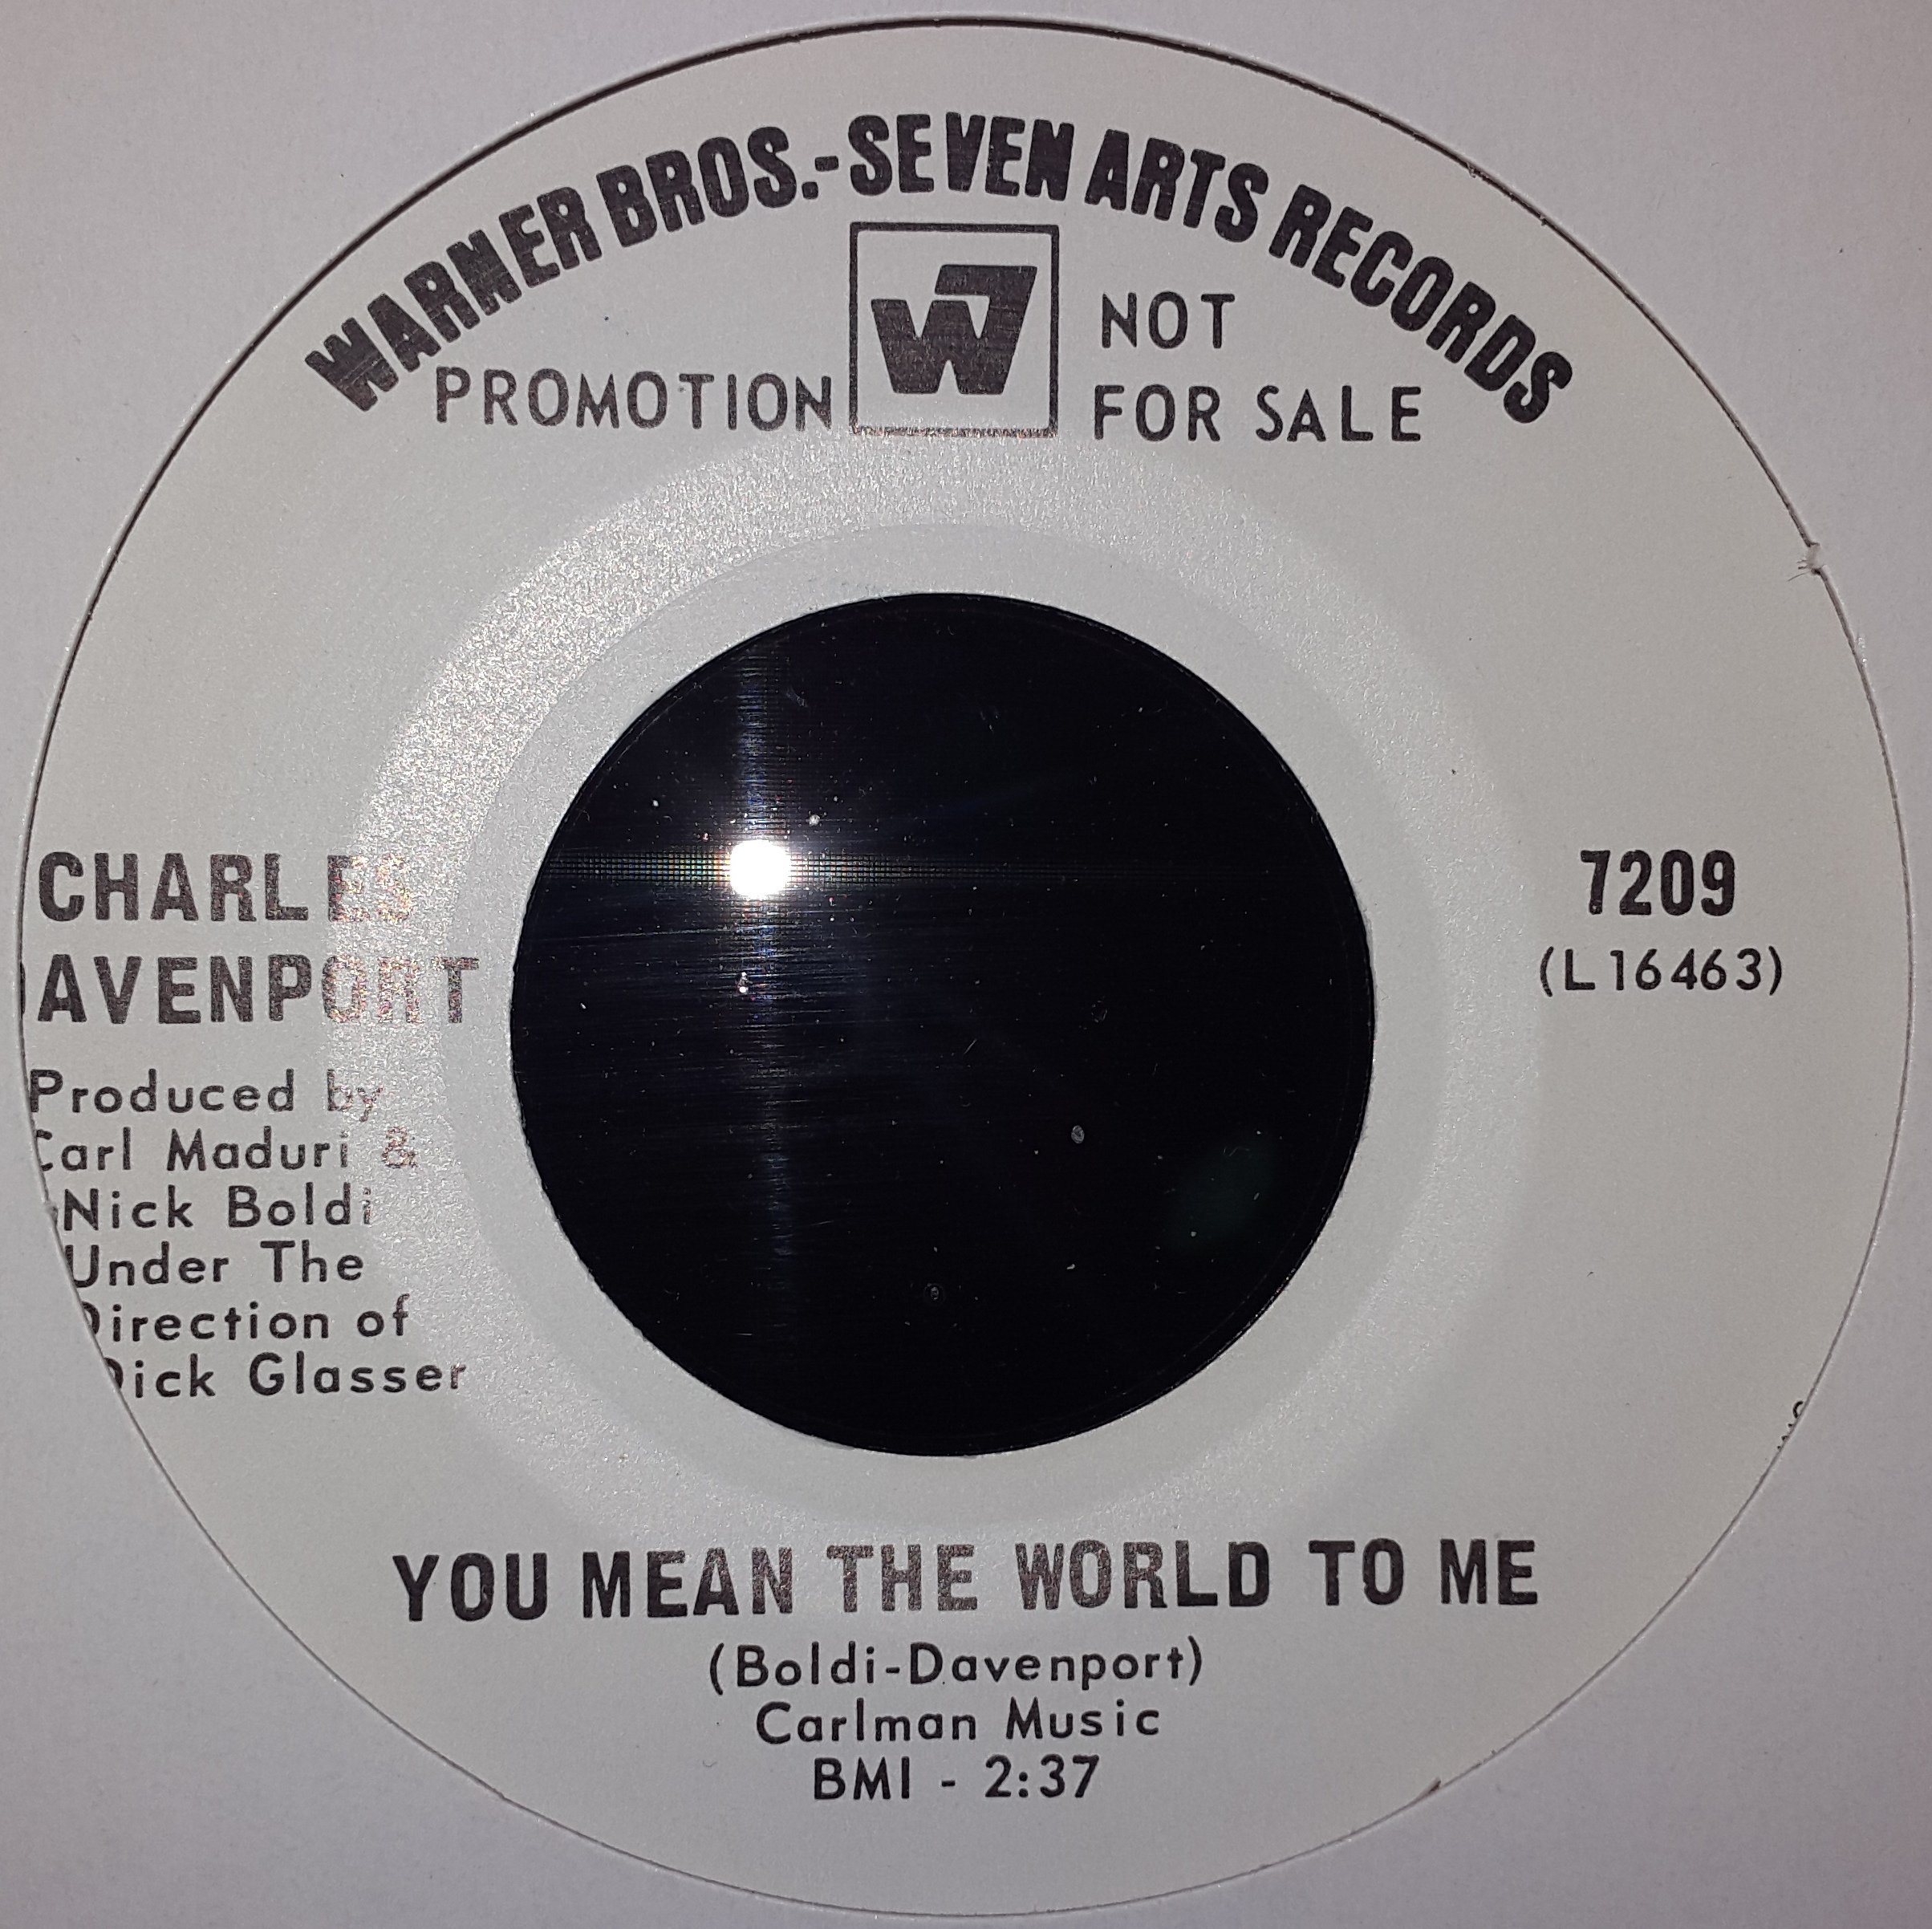 WARNER BROS.-SEVEN ARTS RECORDS
W7
NOT
PROMOTION FOR SALE
CHARLES
DAVENPORT
7209
(L16463)
Produced by
Carl Maduri &
Nick Boldi
Under The
Direction of
Dick Glasser
YOU MEAN THE WORLD TO ME
(Boldi-Davenport)
Carlman Music
BMI - 2:37